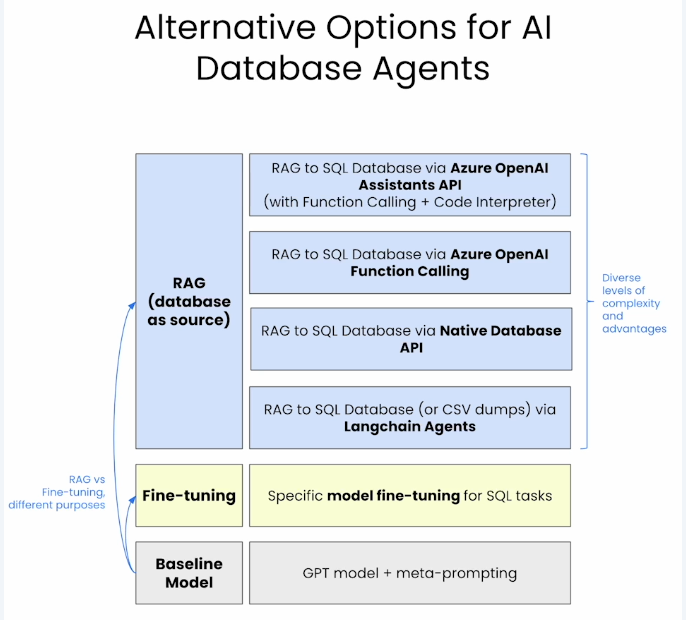 Alternative Options for AI
Database Agents
RAG
(database
as source)
RAG to SQL Database via Azure OpenAI
Assistants API
(with Function Calling + Code Interpreter)
RAG to SQL Database via Azure OpenAI
Function Calling
RAG to SQL Database via Native Database
API
RAG to SQL Database (or CSV dumps) via
Langchain Agents
Diverse
levels of
complexity
and
advantages
RAG vs
Fine-tuning,
different purposes
Fine-tuning
Specific model fine-tuning for SQL tasks
Baseline
Model
GPT model + meta-prompting